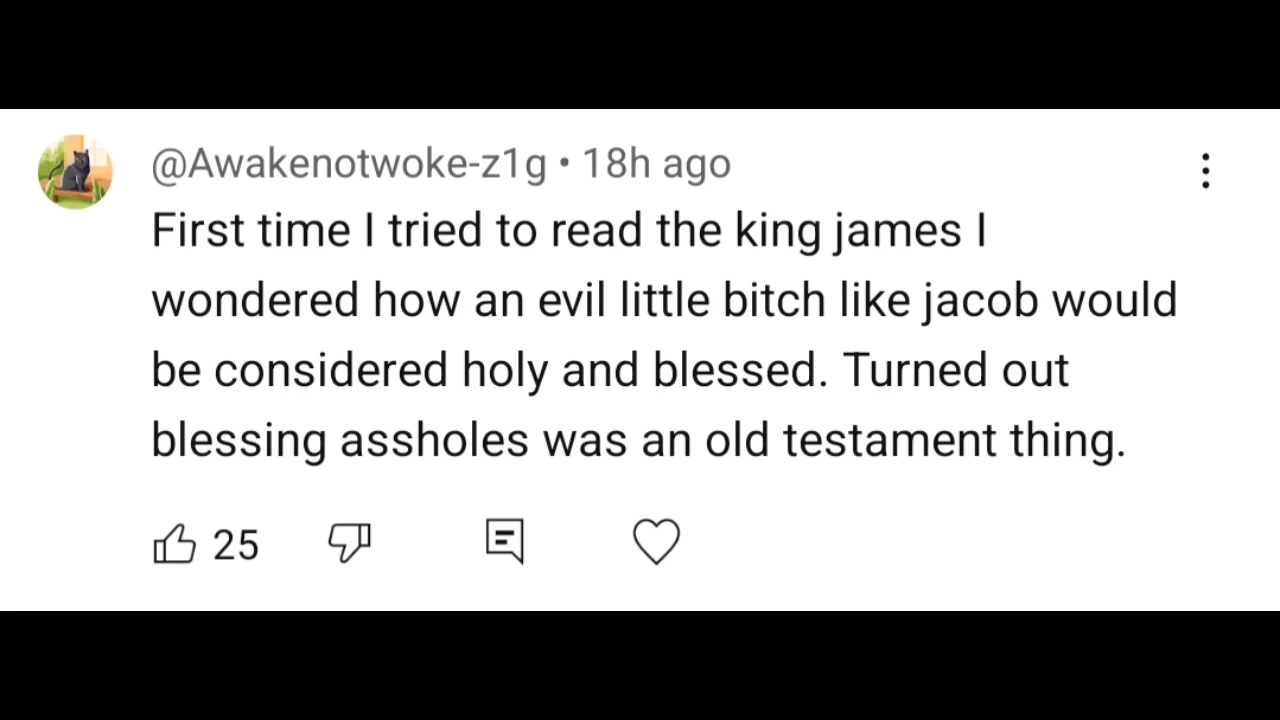 @Awakenotwoke-z1g • 18h ago
First time I tried to read the king james I
wondered how an evil little bitch like jacob would
be considered holy and blessed. Turned out
blessing assholes was an old testament thing.
25